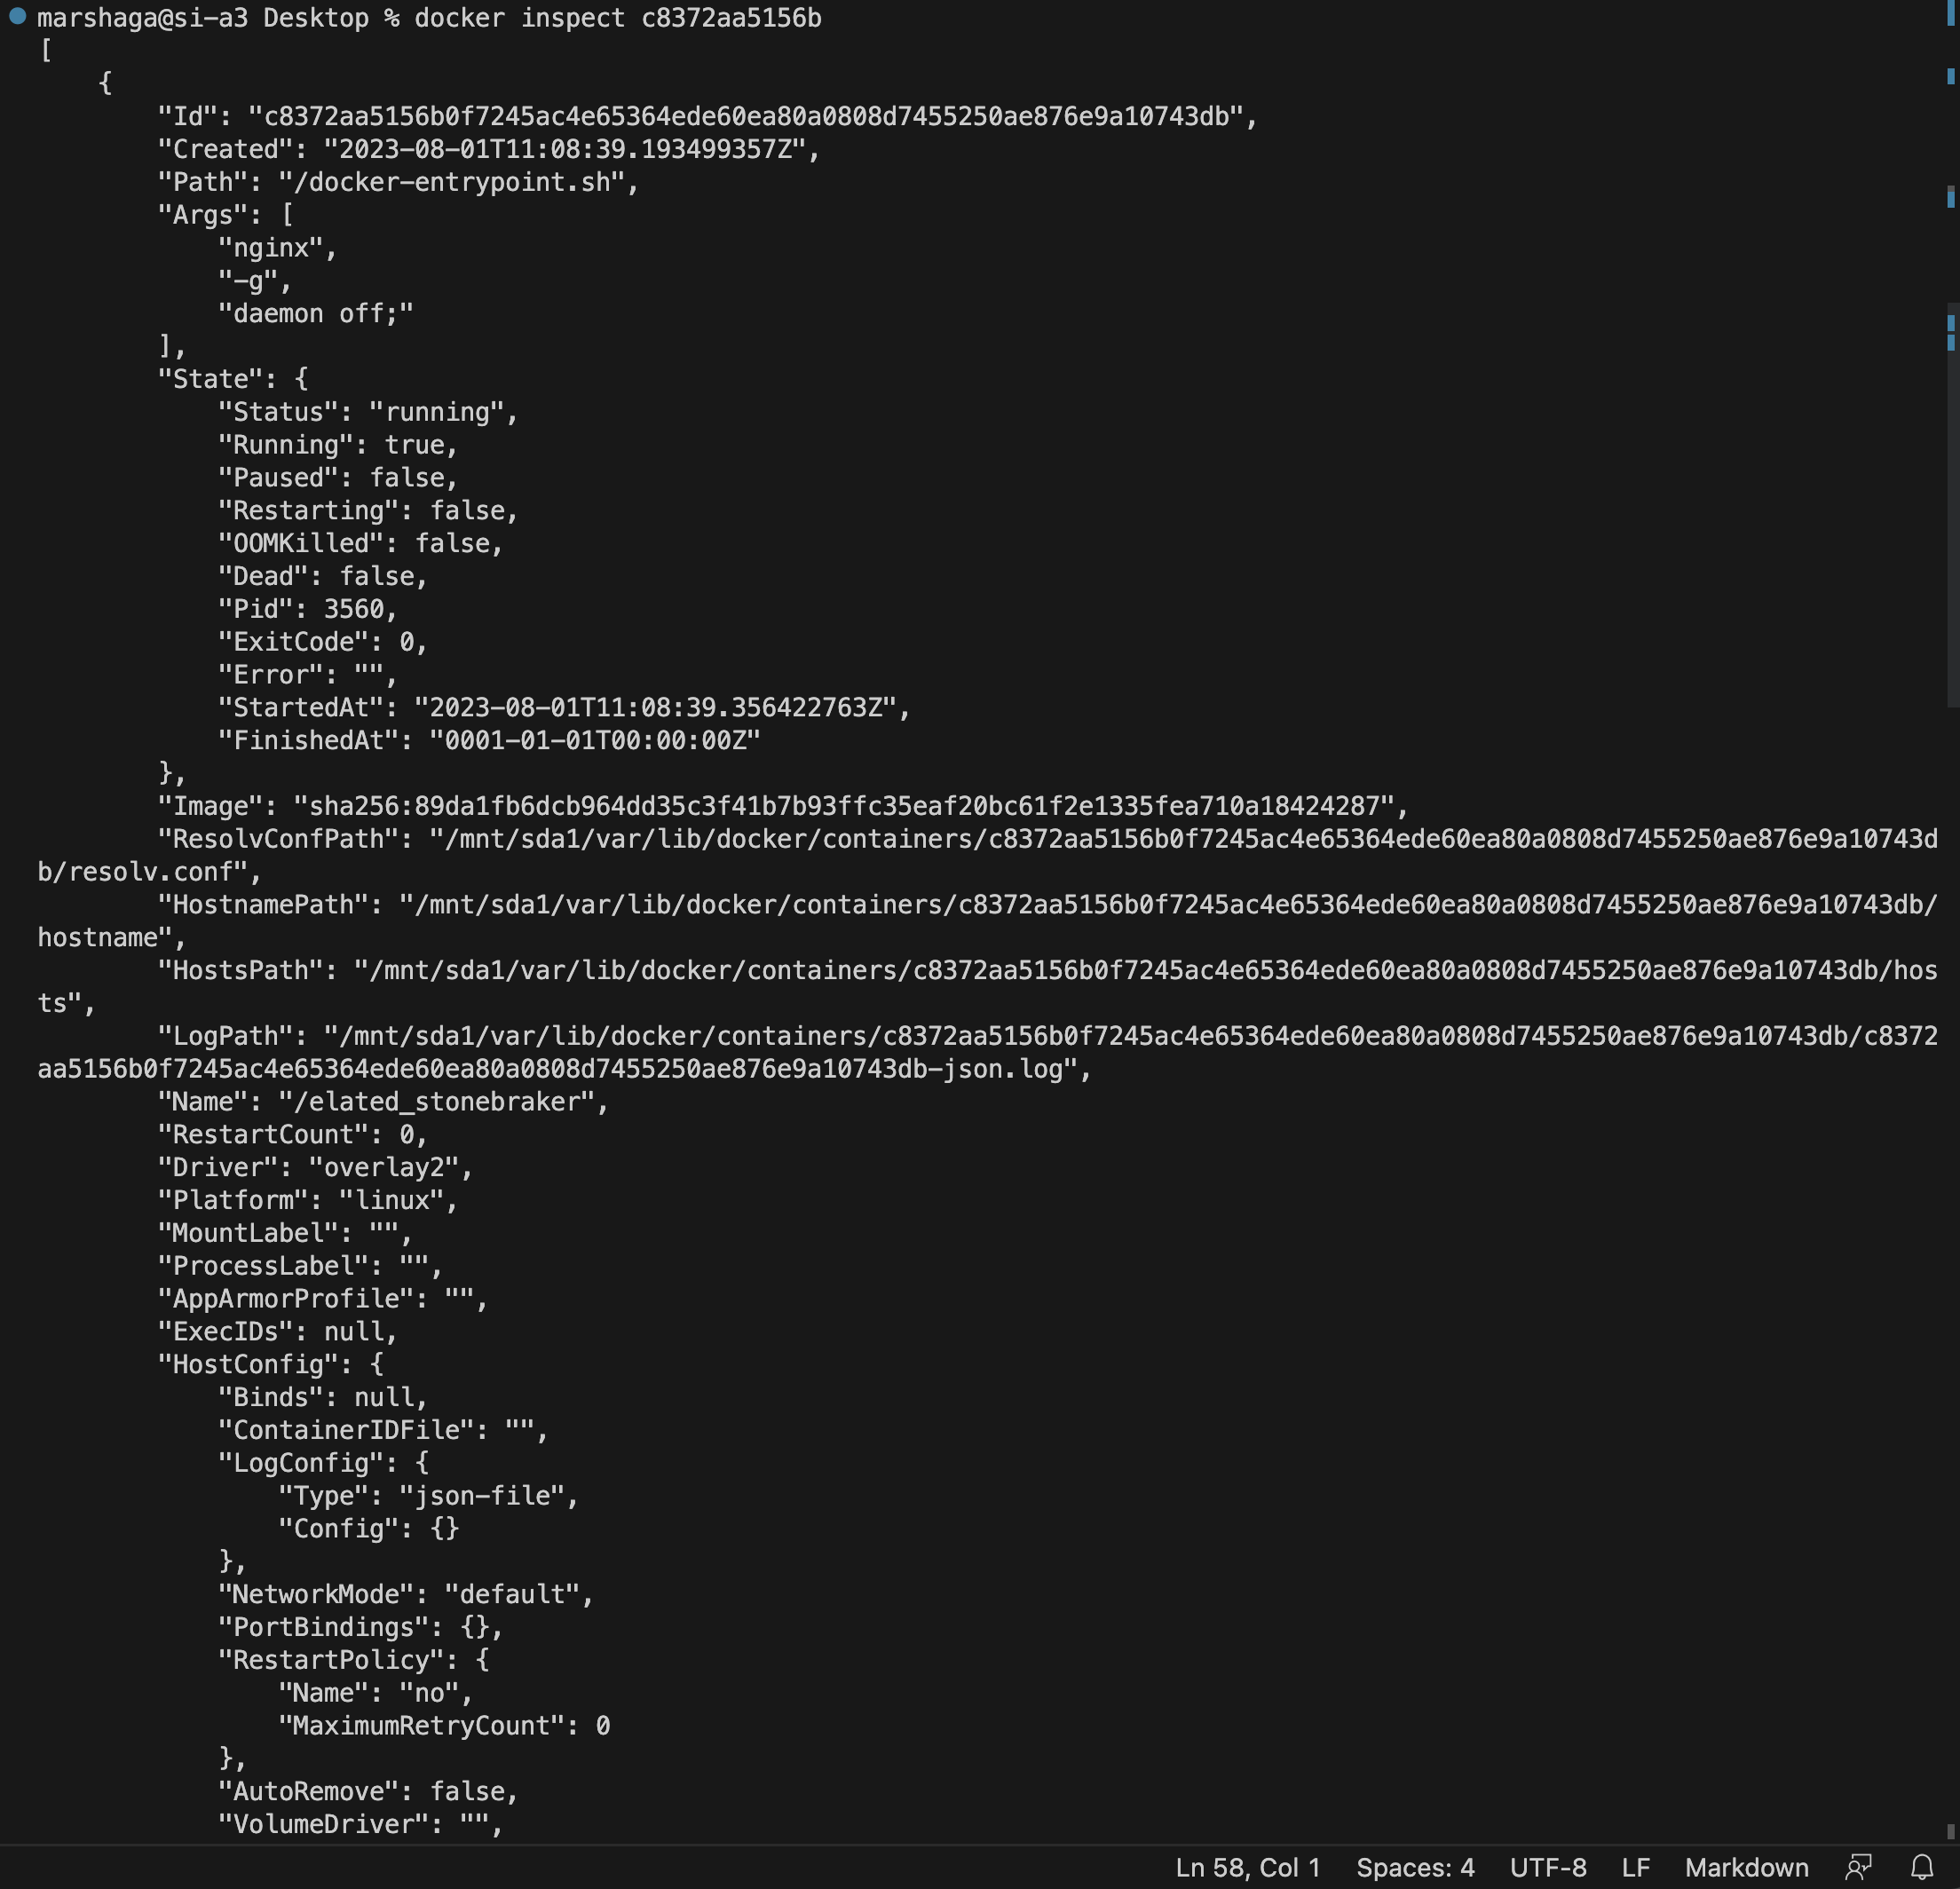 marshaga@si-a3 Desktop % docker inspect c8372aa5156b
[
    {
        "Id": "c8372aa5156b0f7245ac4e65364ede60ea80a0808d7455250ae876e9a10743db",
        "Created": "2023-08-01T11:08:39.193499357Z",
        "Path": "/docker-entrypoint.sh",
        "Args": [
            "nginx",
            "-g",
            "daemon off;"
        ],
        "State": {
            "Status": "running",
            "Running": true,
            "Paused": false,
            "Restarting": false,
            "OOMKilled": false,
            "Dead": false,
            "Pid": 3560,
            "ExitCode": 0,
            "Error": "",
            "StartedAt": "2023-08-01T11:08:39.356422763Z",
            "FinishedAt": "0001-01-01T00:00:00Z"
        },
        "Image": "sha256:89da1fb6dcb964dd35c3f41b7b93ffc35eaf20bc61f2e1335fea710a18424287",
        "ResolvConfPath": "/mnt/sda1/var/lib/docker/containers/c8372aa5156b0f7245ac4e65364ede60ea80a0808d7455250ae876e9a10743d
b/resolv.conf",
        "HostnamePath": "/mnt/sda1/var/lib/docker/containers/c8372aa5156b0f7245ac4e65364ede60ea80a0808d7455250ae876e9a10743db/
hostname",
        "HostsPath": "/mnt/sda1/var/lib/docker/containers/c8372aa5156b0f7245ac4e65364ede60ea80a0808d7455250ae876e9a10743db/hos
ts",
        "LogPath": "/mnt/sda1/var/lib/docker/containers/c8372aa5156b0f7245ac4e65364ede60ea80a0808d7455250ae876e9a10743db/c8372
aa5156b0f7245ac4e65364ede60ea80a0808d7455250ae876e9a10743db-json.log",
        "Name": "/elated_stonebraker",
        "RestartCount": 0,
        "Driver": "overlay2",
        "Platform": "linux",
        "MountLabel": "",
        "ProcessLabel": "",
        "AppArmorProfile": "",
        "ExecIDs": null,
        "HostConfig": {
            "Binds": null,
            "ContainerIDFile": "",
            "LogConfig": {
                "Type": "json-file",
                "Config": {}
            },
            "NetworkMode": "default",
            "PortBindings": {},
            "RestartPolicy": {
                "Name": "no",
                "MaximumRetryCount": 0
            },
            "AutoRemove": false,
            "VolumeDriver": "",
Ln 58, Col 1 Spaces: 4 UTF-8 LF Markdown